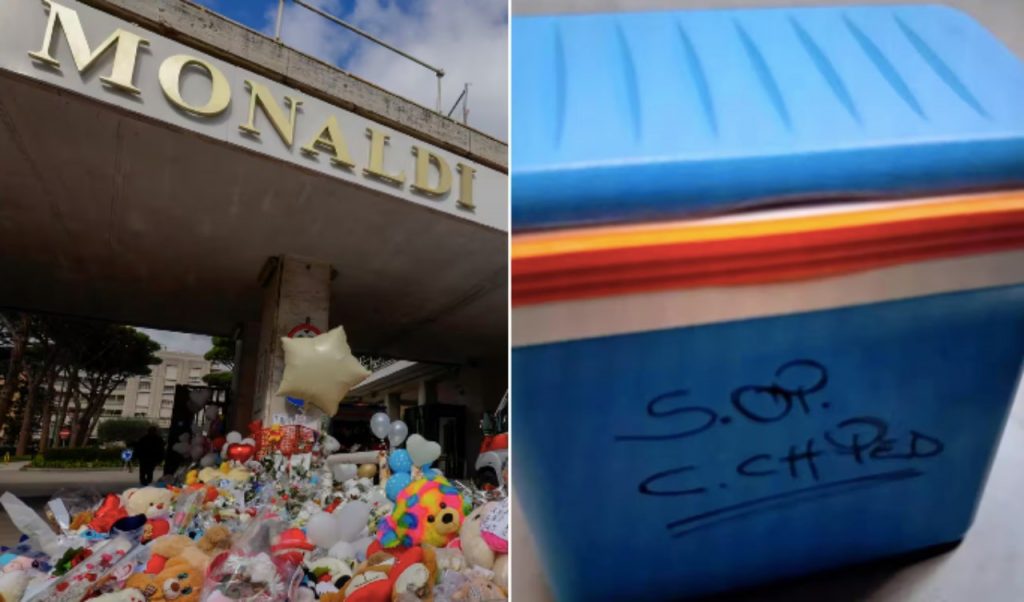 MONALDI
S. OP.
C. CH PED